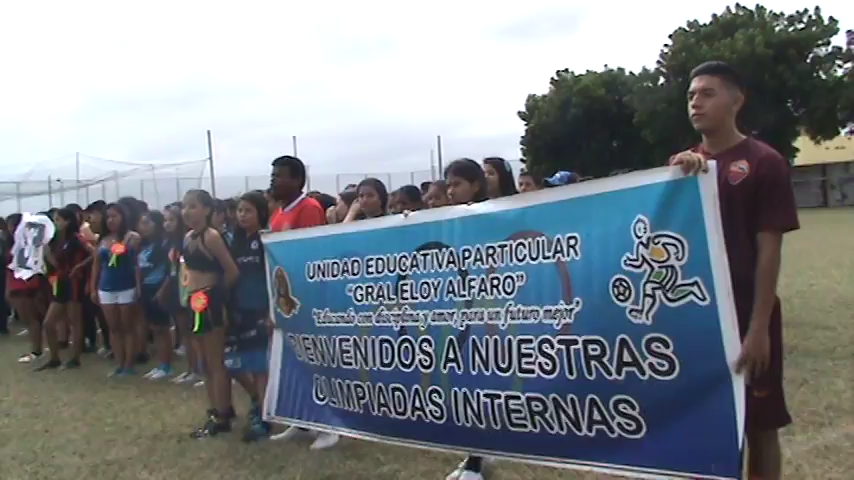 UNIDAD EDUCATIVA PARTICULAR
"GRAL ELOY ALFARO"
"Educando con disciplina y amor, para un futuro mejor"
BIENVENIDOS A NUESTRAS
OLIMPIADAS INTERNAS